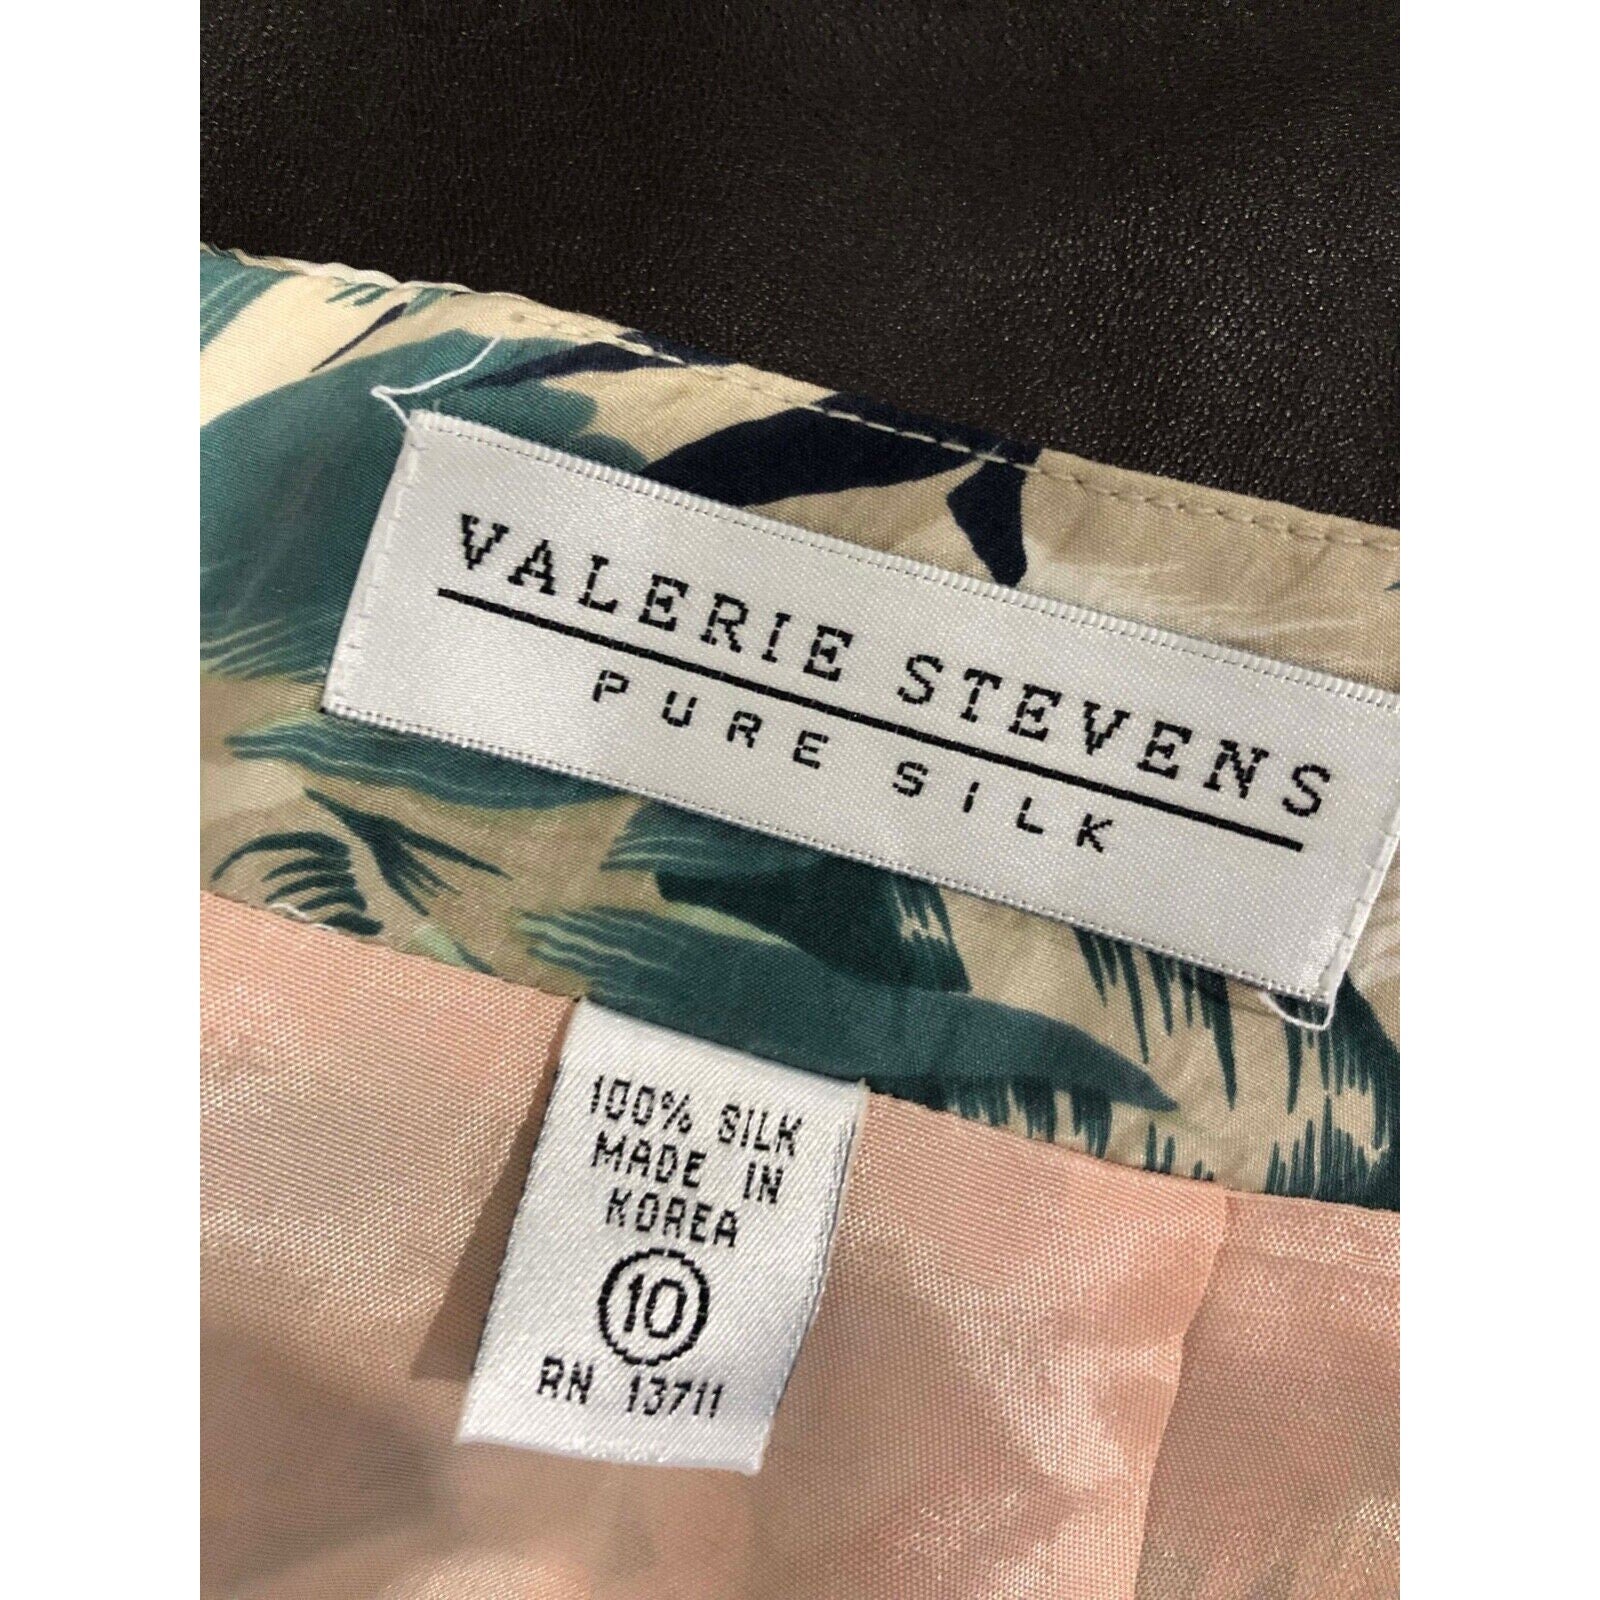 VALERIE STEVENS
PURE SILK
100% SILK
MADE IN
KOREA
10
RN 13711